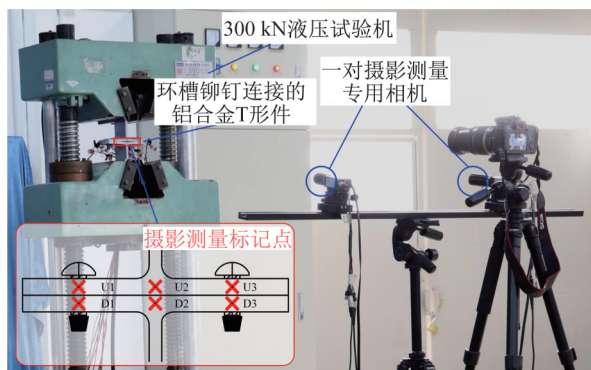 300 kN液压试验机
环槽铆钉连接的
铝合金T形件
一对摄影测量
专用相机
摄影测量标记点
U1 U2 U3
D1 D2 D3